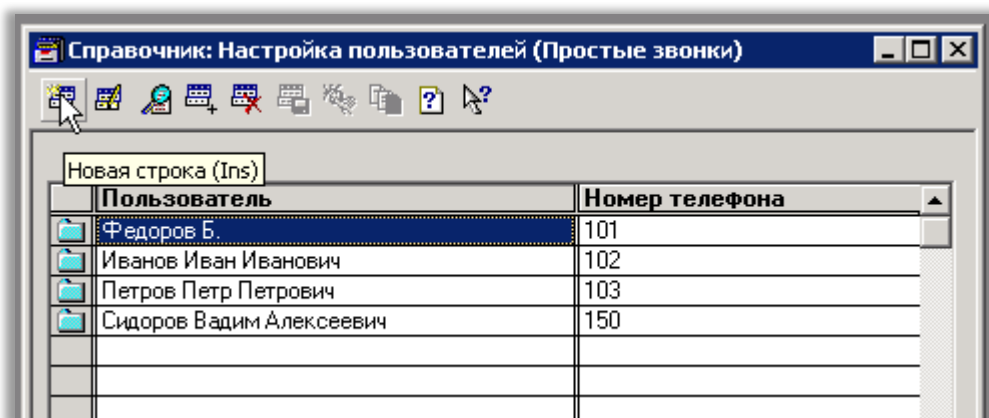 Справочник: Настройка пользователей (Простые звонки)
Новая строка (Ins)
Пользователь Номер телефона
Федоров Б. 101
Иванов Иван Иванович 102
Петров Петр Петрович 103
Сидоров Вадим Алексеевич 150